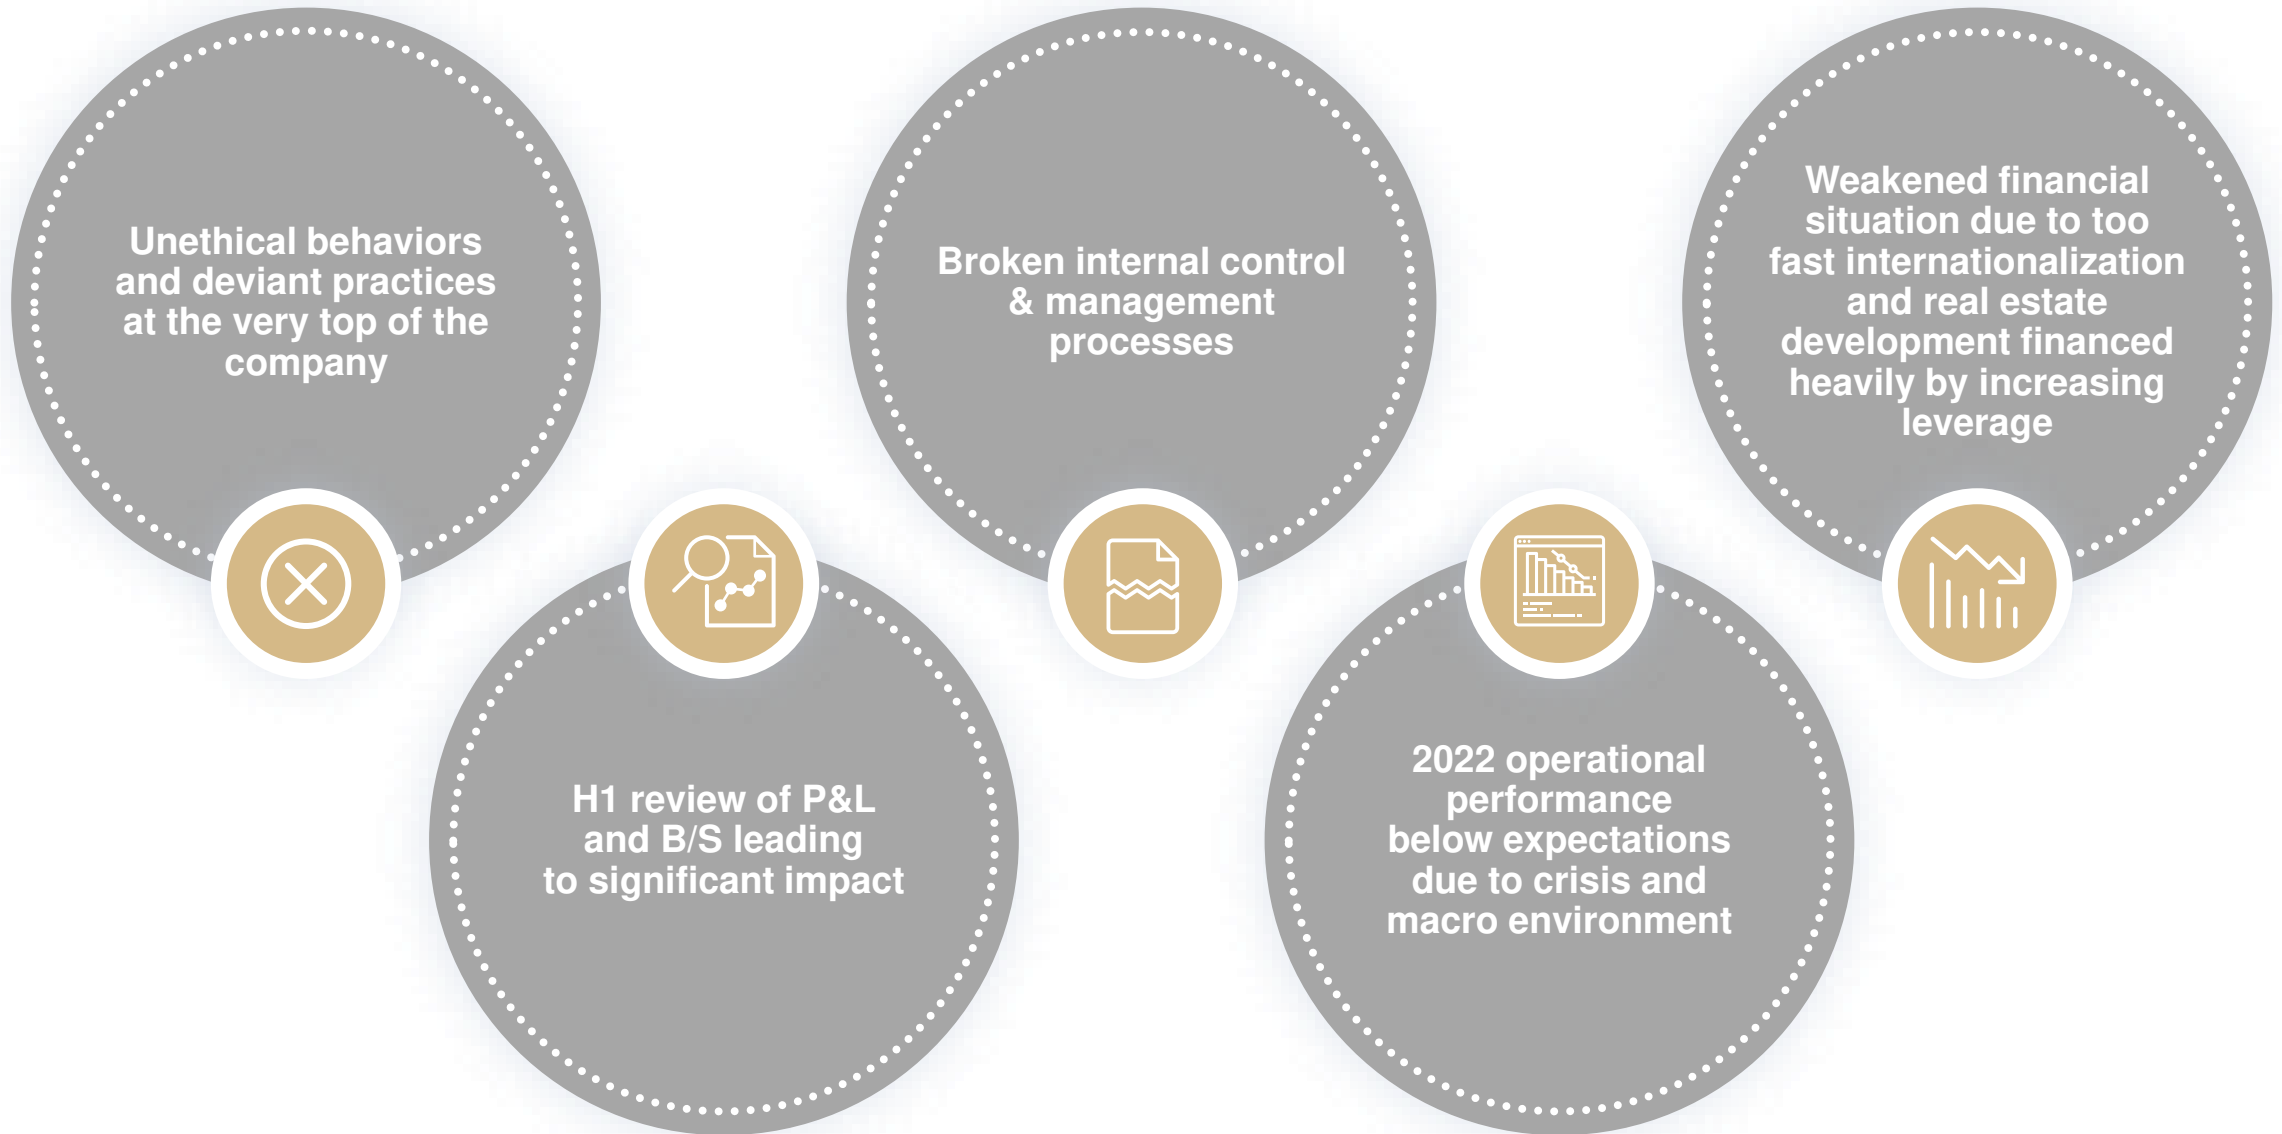 Unethical behaviors
and deviant practices
at the very top of the
company
H1 review of P&L
and B/S leading
to significant impact
Broken internal control
& management
processes
2022 operational
performance
below expectations
due to crisis and
macro environment
Weakened financial
situation due to too
fast internationalization
and real estate
development financed
heavily by increasing
leverage